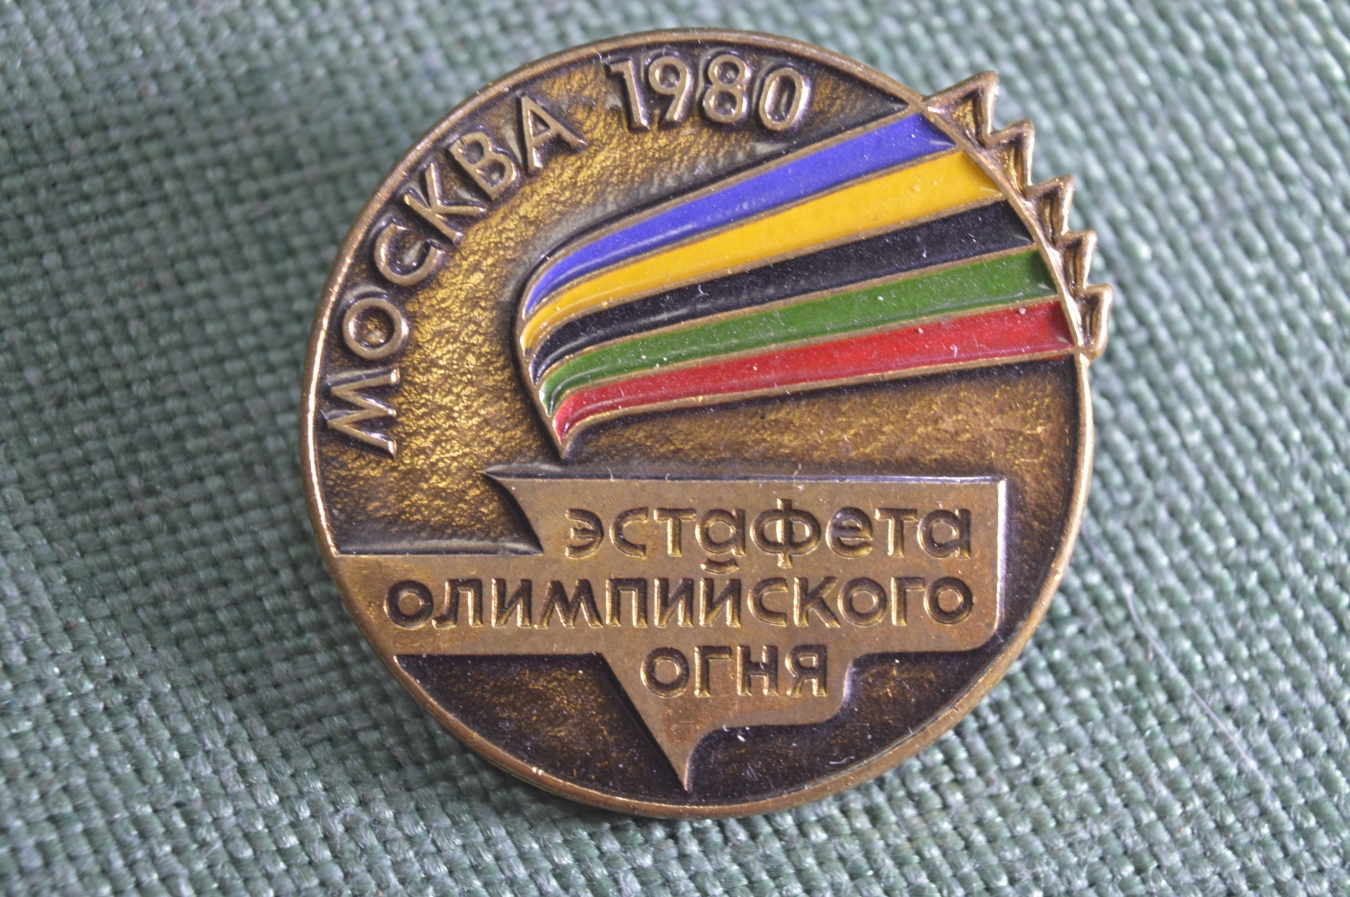 МОСКВА 1980
эстафета
олимпийского
огня